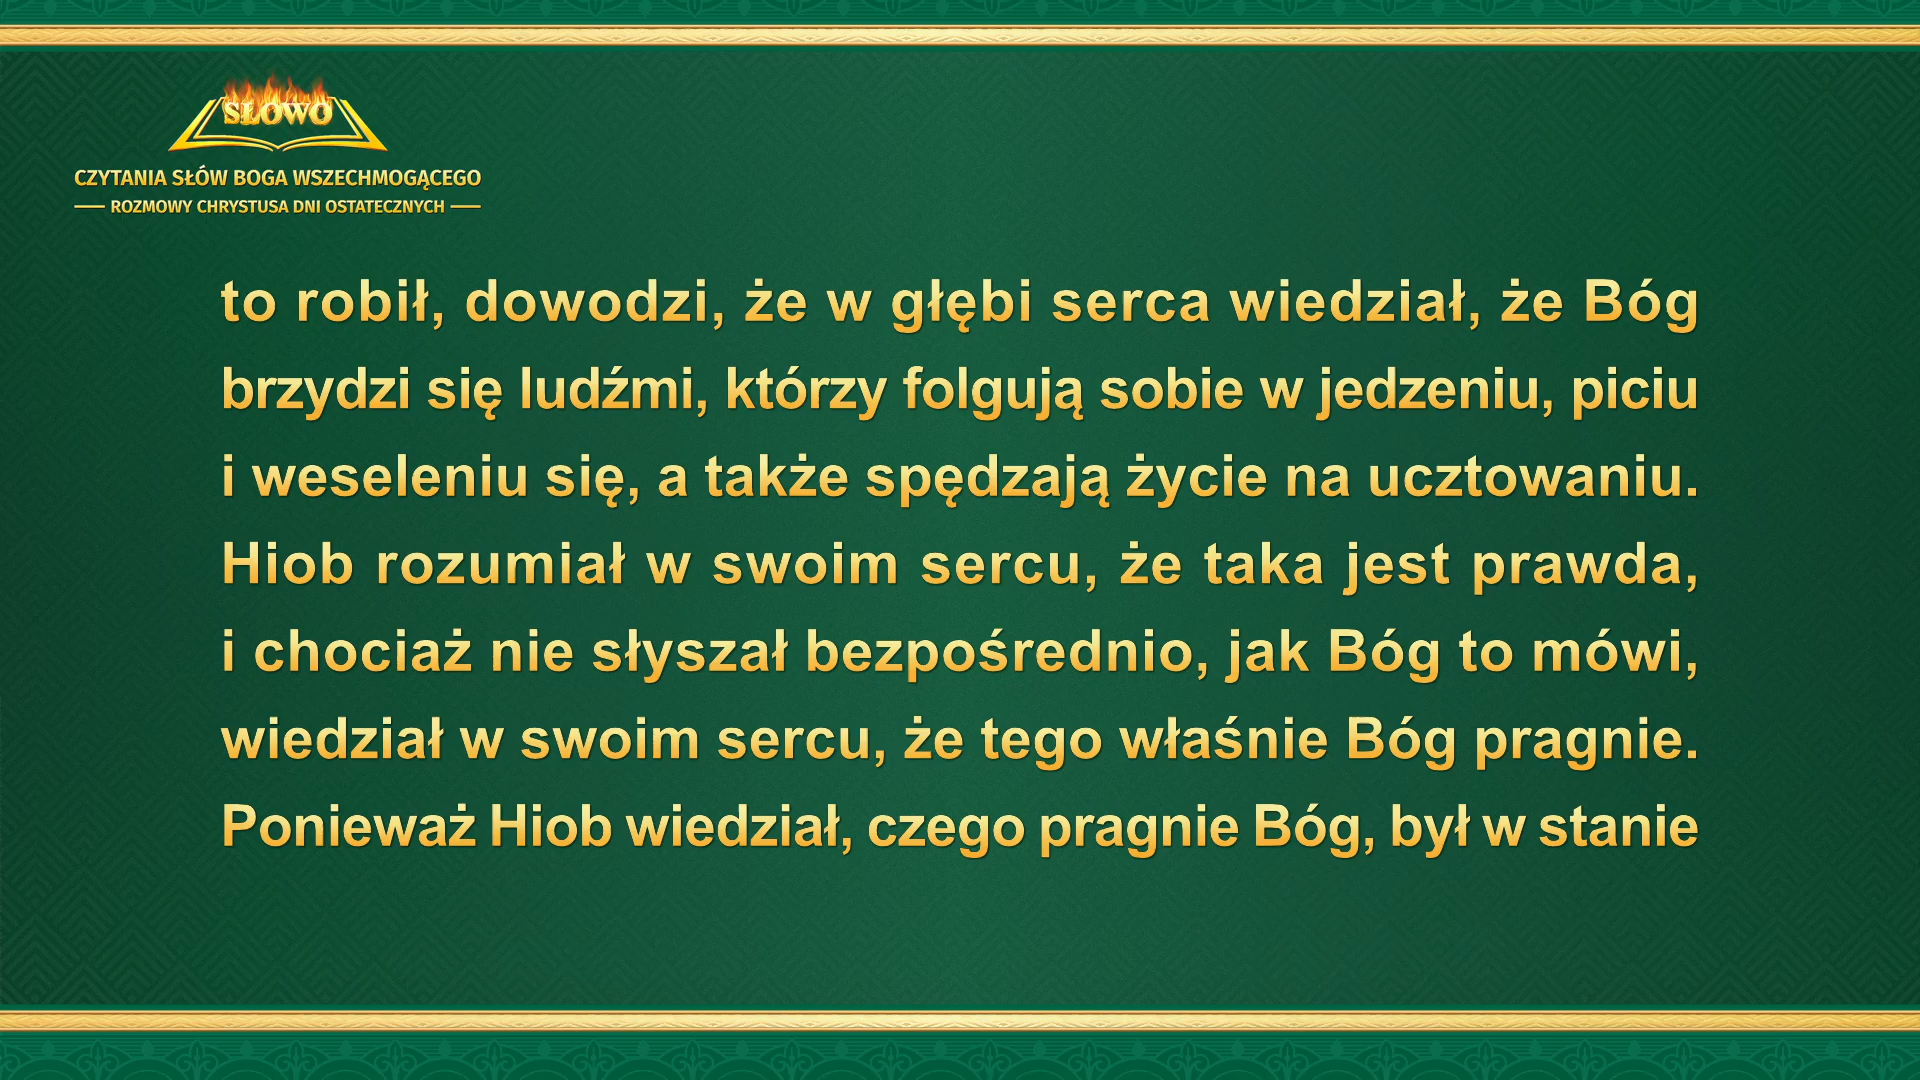 SŁOWO
CZYTANIA SŁÓW BOGA WSZECHMOGĄCEGO
ROZMOWY CHRYSTUSA DNI OSTATECZNYCH
to robił, dowodzi, że w głębi serca wiedział, że Bóg
brzydzi się ludźmi, którzy folgują sobie w jedzeniu, piciu
i weseleniu się, a także spędzają życie na ucztowaniu.
Hiob rozumiał w swoim sercu, że taka jest prawda,
i chociaż nie słyszał bezpośrednio, jak Bóg to mówi,
wiedział w swoim sercu, że tego właśnie Bóg pragnie.
Ponieważ Hiob wiedział, czego pragnie Bóg, był w stanie